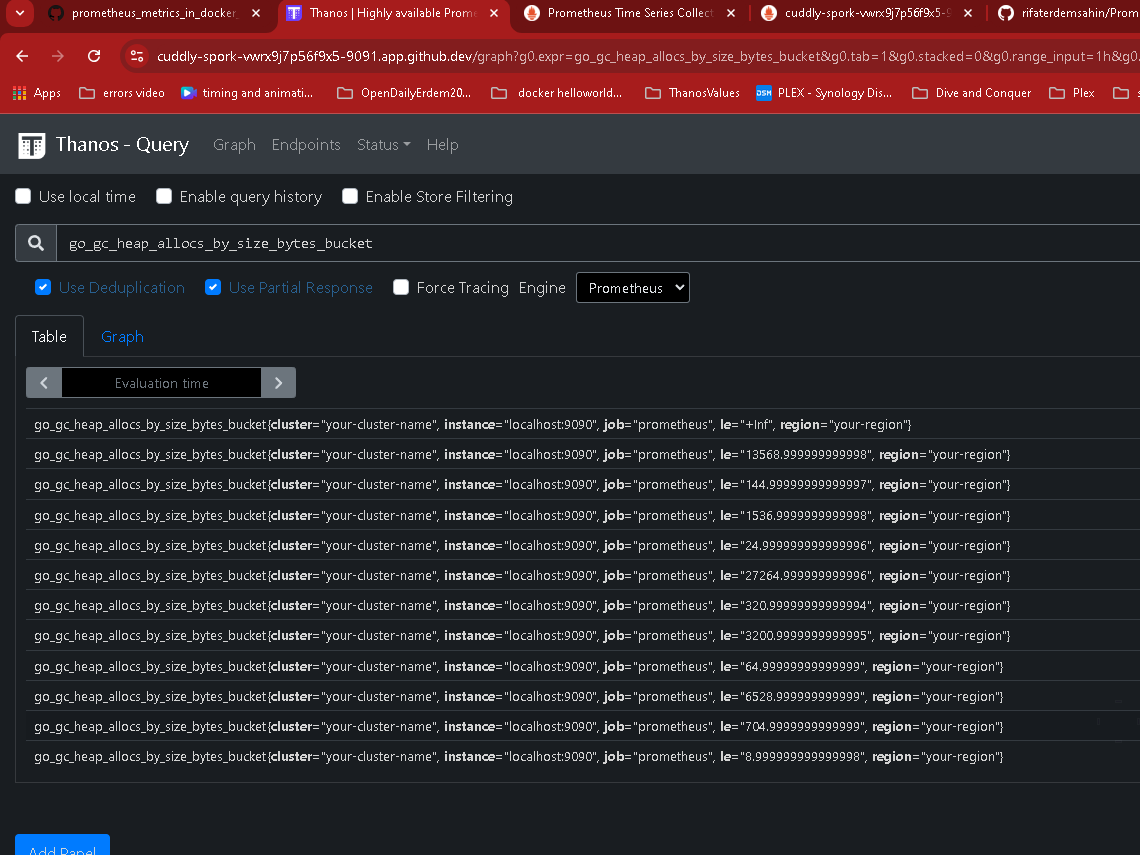 prometheus_metrics_in_docker_
Thanos | Highly available Prome
Prometheus Time Series Collect
cuddly-spork-vwrx9j7p56f9x5-9
rifaterdemsahin/Prom
cuddly-spork-vwrx9j7p56f9x5-9091.app.github.dev/graph?g0.expr=go_gc_heap_allocs_by_size_bytes_bucket&g0.tab=1&g0.stacked=0&g0.range_input=1h&g0.
Apps errors video timing and animati... OpenDailyErdem20... docker helloworld... ThanosValues DSM PLEX - Synology Dis... Dive and Conquer Plex
Thanos - Query Graph Endpoints Status Help
Use local time Enable query history Enable Store Filtering
go_gc_heap_allocs_by_size_bytes_bucket
Use Deduplication Use Partial Response Force Tracing Engine Prometheus
Table Graph
Evaluation time
go_gc_heap_allocs_by_size_bytes_bucket{cluster="your-cluster-name", instance="localhost:9090", job="prometheus", le="+Inf", region="your-region"}
go_gc_heap_allocs_by_size_bytes_bucket{cluster="your-cluster-name", instance="localhost:9090", job="prometheus", le="13568.999999999998", region="your-region"}
go_gc_heap_allocs_by_size_bytes_bucket{cluster="your-cluster-name", instance="localhost:9090", job="prometheus", le="144.99999999999997", region="your-region"}
go_gc_heap_allocs_by_size_bytes_bucket{cluster="your-cluster-name", instance="localhost:9090", job="prometheus", le="1536.9999999999998", region="your-region"}
go_gc_heap_allocs_by_size_bytes_bucket{cluster="your-cluster-name", instance="localhost:9090", job="prometheus", le="24.999999999999996", region="your-region"}
go_gc_heap_allocs_by_size_bytes_bucket{cluster="your-cluster-name", instance="localhost:9090", job="prometheus", le="27264.999999999996", region="your-region"}
go_gc_heap_allocs_by_size_bytes_bucket{cluster="your-cluster-name", instance="localhost:9090", job="prometheus", le="320.99999999999994", region="your-region"}
go_gc_heap_allocs_by_size_bytes_bucket{cluster="your-cluster-name", instance="localhost:9090", job="prometheus", le="3200.9999999999995", region="your-region"}
go_gc_heap_allocs_by_size_bytes_bucket{cluster="your-cluster-name", instance="localhost:9090", job="prometheus", le="64.99999999999999", region="your-region"}
go_gc_heap_allocs_by_size_bytes_bucket{cluster="your-cluster-name", instance="localhost:9090", job="prometheus", le="6528.999999999999", region="your-region"}
go_gc_heap_allocs_by_size_bytes_bucket{cluster="your-cluster-name", instance="localhost:9090", job="prometheus", le="704.9999999999999", region="your-region"}
go_gc_heap_allocs_by_size_bytes_bucket{cluster="your-cluster-name", instance="localhost:9090", job="prometheus", le="8.999999999999998", region="your-region"}
Add Panel